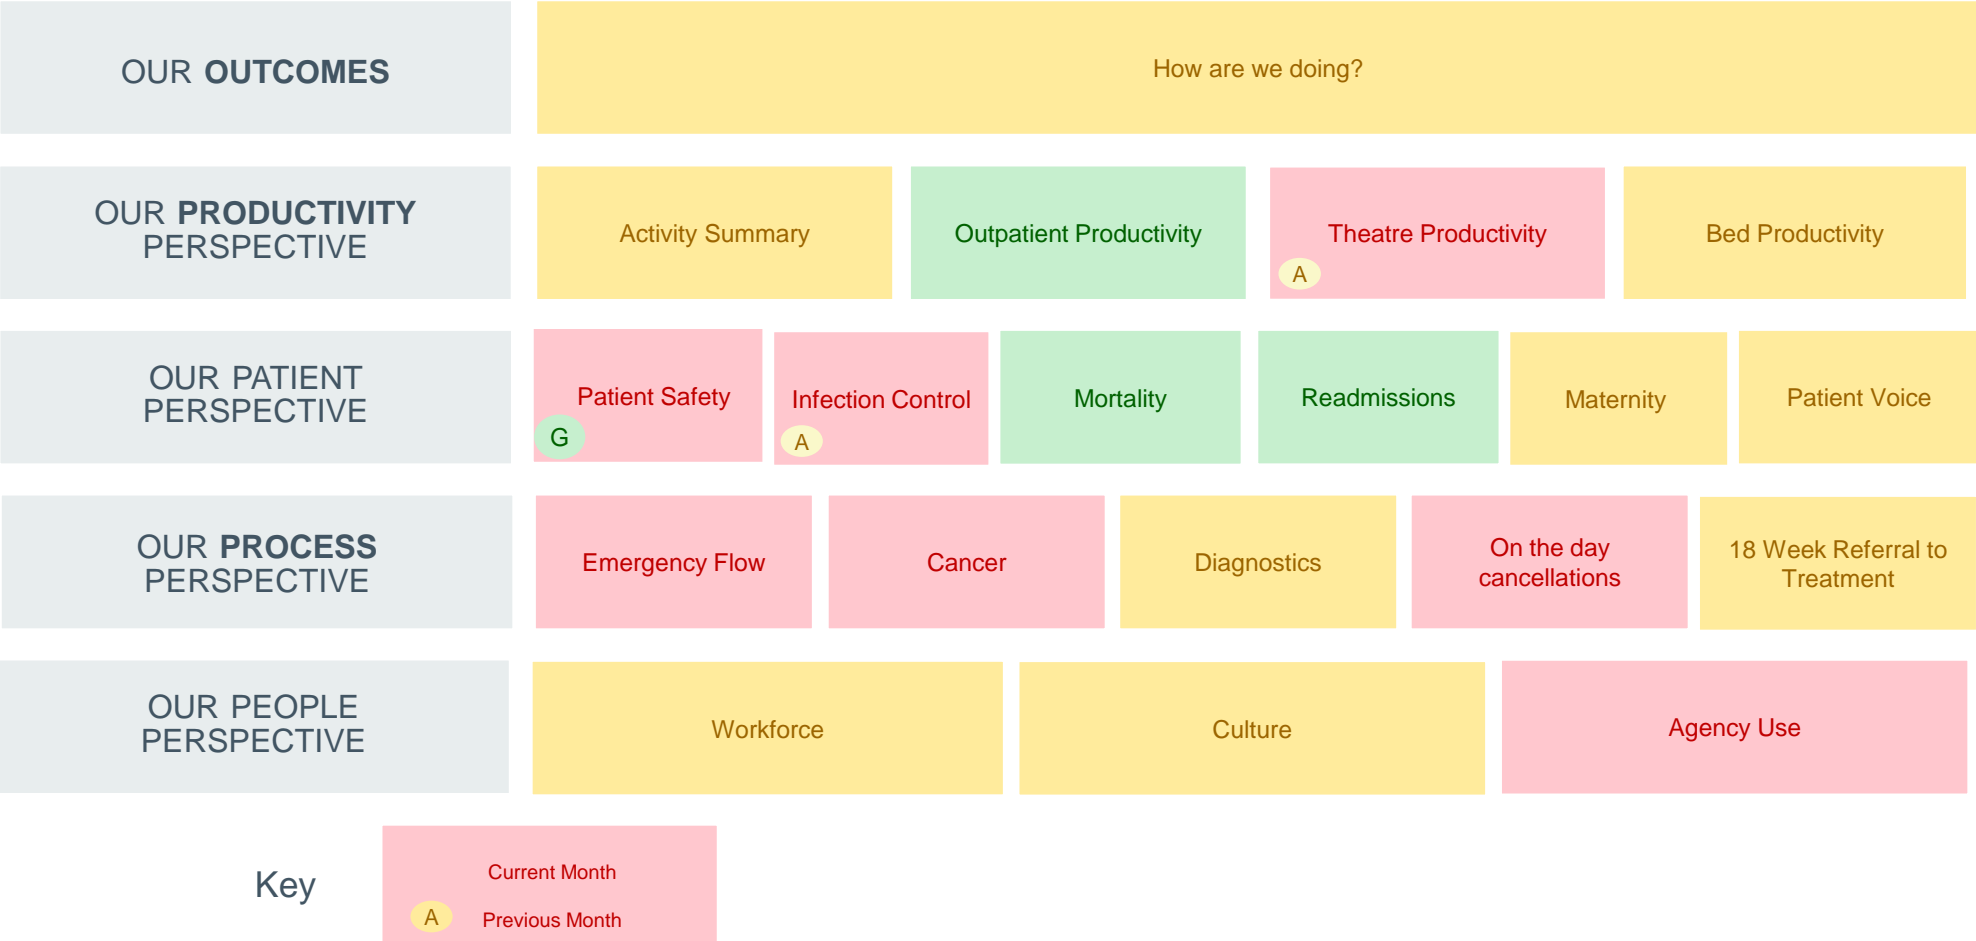 OUR OUTCOMES
How are we doing?
OUR PRODUCTIVITY
PERSPECTIVE
Activity Summary
Outpatient Productivity
Theatre Productivity
A
Bed Productivity
OUR PATIENT
PERSPECTIVE
Patient Safety
G
Infection Control
A
Mortality
Readmissions
Maternity
Patient Voice
OUR PROCESS
PERSPECTIVE
Emergency Flow
Cancer
Diagnostics
On the day
cancellations
18 Week Referral to
Treatment
OUR PEOPLE
PERSPECTIVE
Workforce
Culture
Agency Use
Key
Current Month
A
Previous Month